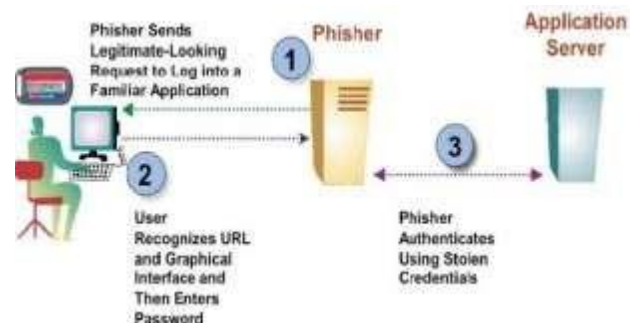 Phisher Sends
Legitimate-Looking
Request to Log into a
Familiar Application
1
Phisher
Application
Server
2
User
Recognizes URL
and Graphical
Interface and
Then Enters
Password
3
Phisher
Authenticates
Using Stolen
Credentials